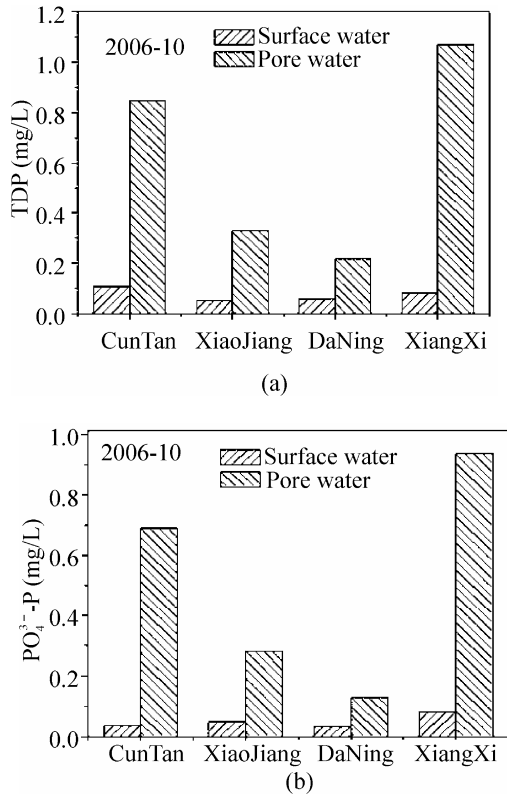 1.2
2006-10
Surface water
Pore water
1.0
0.8
0.6
0.4
0.2
0.0
TDP (mg/L)
CunTan XiaoJiang DaNing XiangXi
(a)
1.0
2006-10
Surface water
Pore water
0.8
0.6
0.4
0.2
0.0
PO₄³⁻-P (mg/L)
CunTan XiaoJiang DaNing XiangXi
(b)